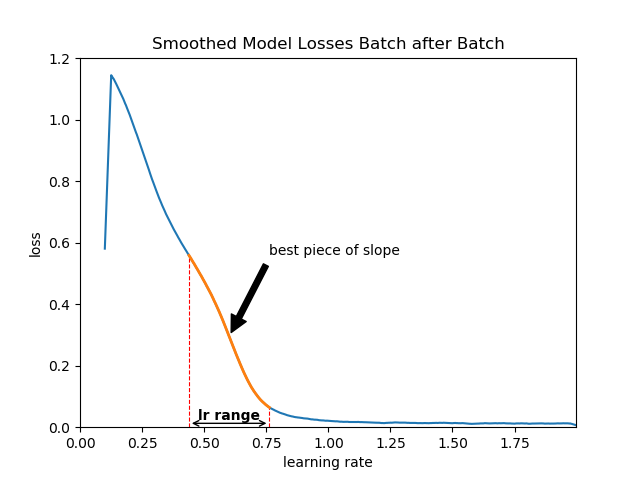 Smoothed Model Losses Batch after Batch
1.2
1.0
0.8
0.6
0.4
0.2
0.0
loss
best piece of slope
lr range
0.00 0.25 0.50 0.75 1.00 1.25 1.50 1.75
learning rate